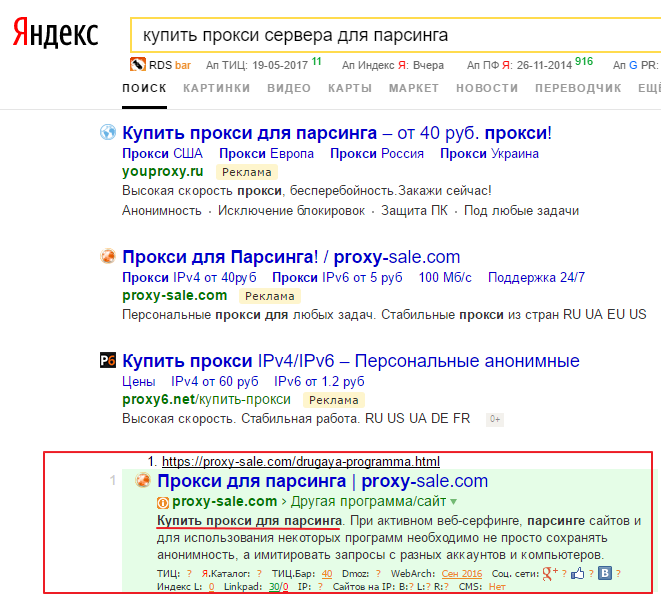 Яндекс
купить прокси сервера для парсинга
RDS bar Ап ТИЦ: 19-05-2017 11 Ап Индекс Я: Вчера Ап ПФ Я: 26-11-2014 916 Ап G PR:
ПОИСК КАРТИНКИ ВИДЕО КАРТЫ МАРКЕТ НОВОСТИ ПЕРЕВОДЧИК ЕЩЁ
Купить прокси для парсинга – от 40 руб. прокси!
Прокси США Прокси Европа Прокси Россия Прокси Украина
youproxy.ru Реклама
Высокая скорость прокси, бесперебойность.Закажи сейчас!
Анонимность · Исключение блокировок · Защита ПК · Под любые задачи
Прокси для Парсинга! / proxy-sale.com
Прокси IPv4 от 40руб Прокси IPv6 от 5 руб 100 Мб/с Поддержка 24/7
proxy-sale.com Реклама
Персональные прокси для любых задач. Стабильные прокси из стран RU UA EU US
P6 Купить прокси IPv4/IPv6 – Персональные анонимные
Цены IPv4 от 60 руб IPv6 от 1.2 руб
proxy6.net/купить-прокси Реклама
Высокая скорость. Стабильная работа. RU US UA DE FR 0+
1. https://proxy-sale.com/drugaya-programma.html
1 Прокси для парсинга | proxy-sale.com
proxy-sale.com › Другая программа/сайт
Купить прокси для парсинга. При активном веб-серфинге, парсинге сайтов и
для использования некоторых программ необходимо не просто сохранять
анонимность, а имитировать запросы с разных аккаунтов и компьютеров.
ТИЦ: ? Я.Каталог: ? ТИЦ.Бар: 40 Dmoz: ? WebArch: Сен 2016 Соц. сети: g+ ? ? B ?
Индекс L: 0 Linkpad: 30/0 IP: ? Сайтов на IP: B:? L:? R:? CMS: Нет